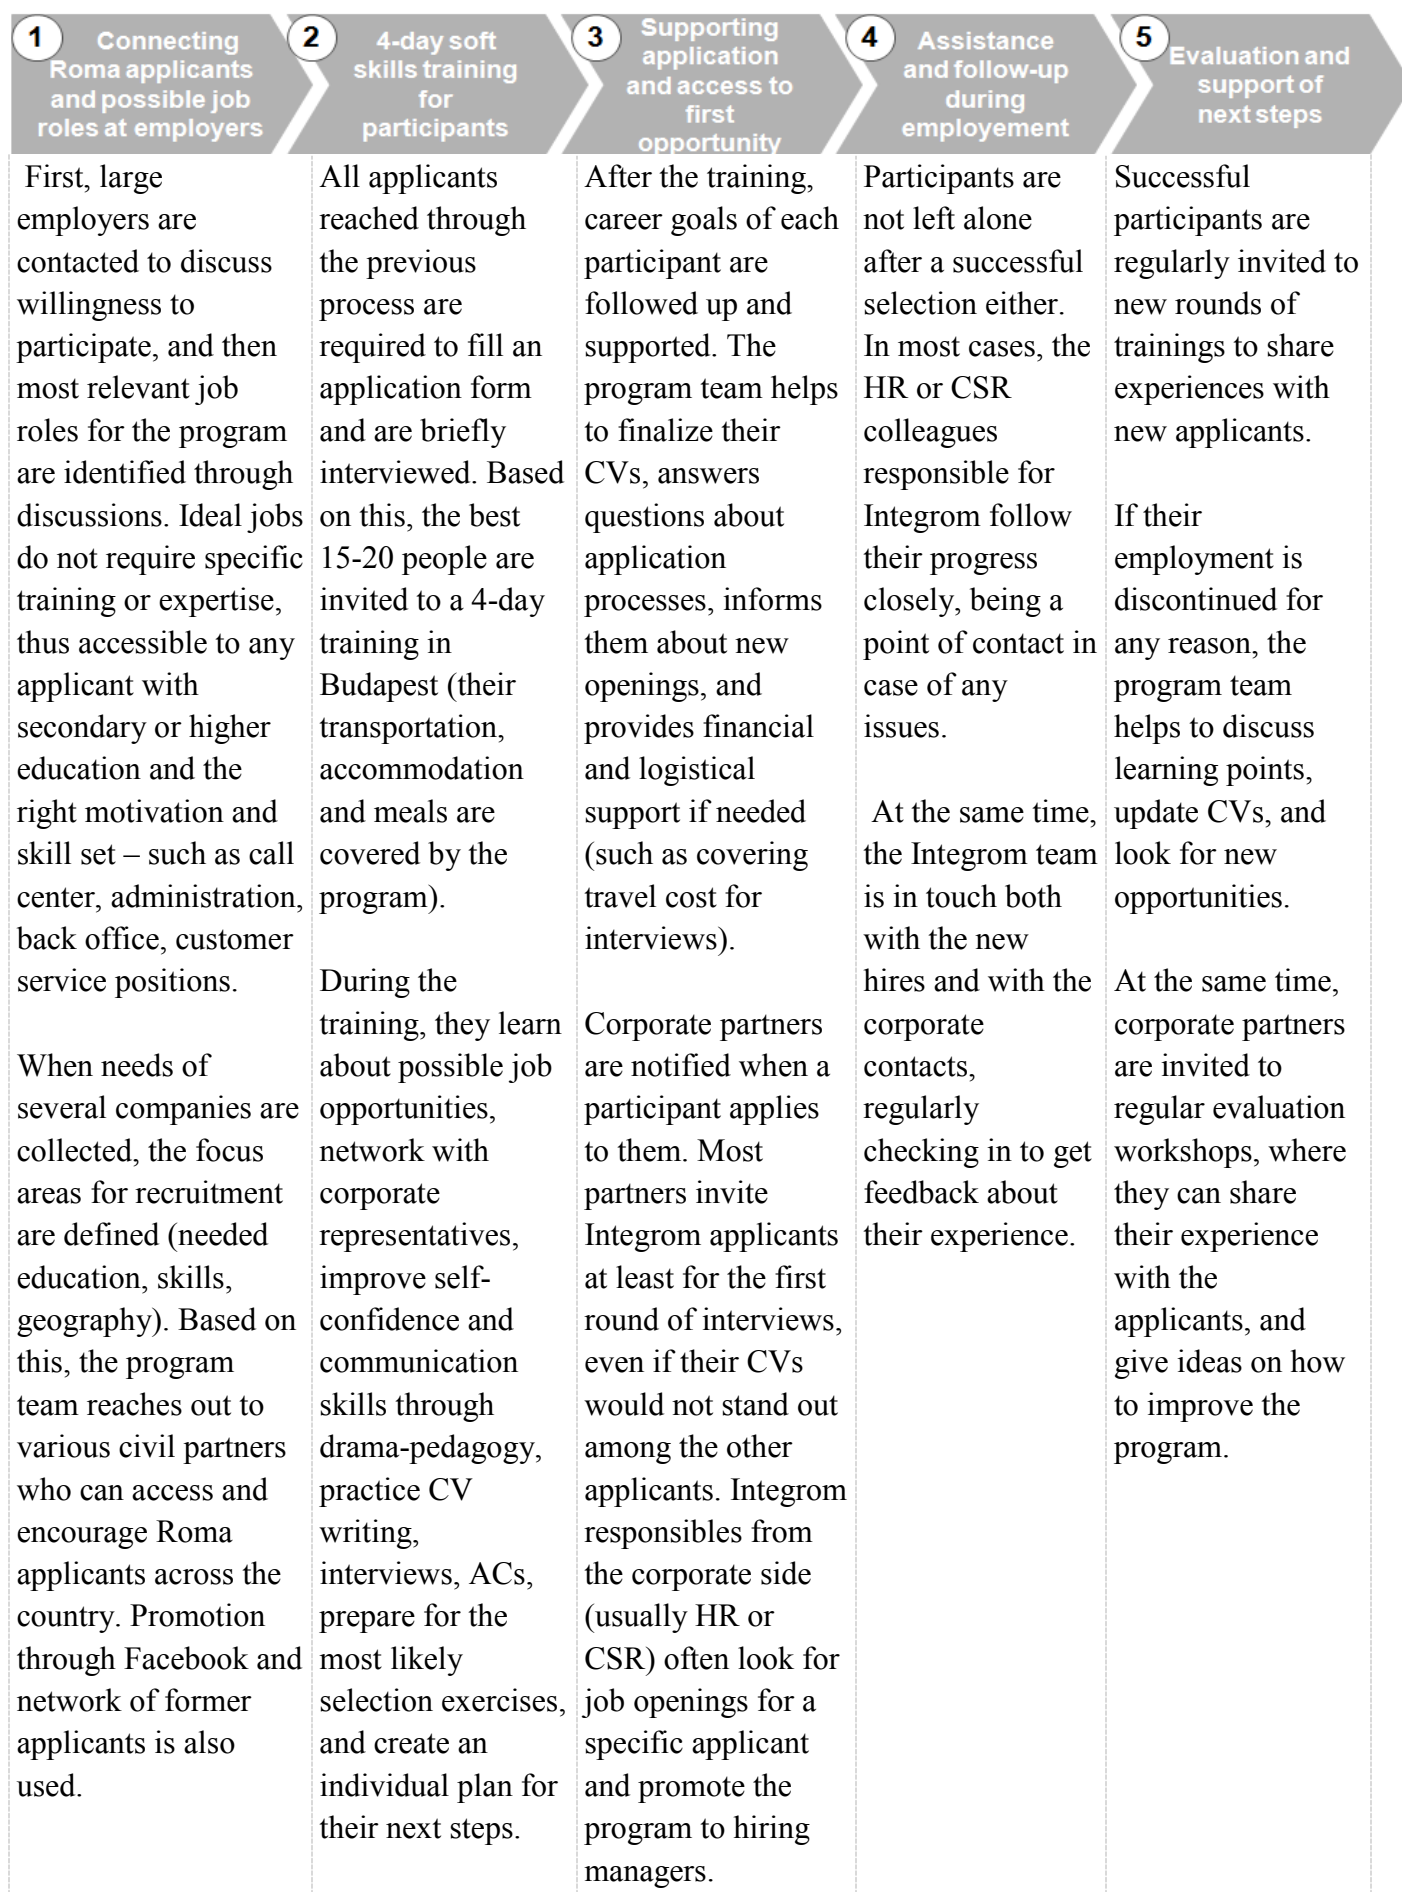 1
Connecting
Roma applicants
and possible job
roles at employers
2
4-day soft
skills training
for
participants
3
Supporting
application
and access to
first
opportunity
4
Assistance
and follow-up
during
employement
5
Evaluation and
support of
next steps
First, large
employers are
contacted to discuss
willingness to
participate, and then
most relevant job
roles for the program
are identified through
discussions. Ideal jobs
do not require specific
training or expertise,
thus accessible to any
applicant with
secondary or higher
education and the
right motivation and
skill set – such as call
center, administration,
back office, customer
service positions.
When needs of
several companies are
collected, the focus
areas for recruitment
are defined (needed
education, skills,
geography). Based on
this, the program
team reaches out to
various civil partners
who can access and
encourage Roma
applicants across the
country. Promotion
through Facebook and
network of former
applicants is also
used.
All applicants
reached through
the previous
process are
required to fill an
application form
and are briefly
interviewed. Based
on this, the best
15-20 people are
invited to a 4-day
training in
Budapest (their
transportation,
accommodation
and meals are
covered by the
program).
During the
training, they learn
about possible job
opportunities,
network with
corporate
representatives,
improve self-
confidence and
communication
skills through
drama-pedagogy,
practice CV
writing,
interviews, ACs,
prepare for the
most likely
selection exercises,
and create an
individual plan for
their next steps.
After the training,
career goals of each
participant are
followed up and
supported. The
program team helps
to finalize their
CVs, answers
questions about
application
processes, informs
them about new
openings, and
provides financial
and logistical
support if needed
(such as covering
travel cost for
interviews).
Corporate partners
are notified when a
participant applies
to them. Most
partners invite
Integrom applicants
at least for the first
round of interviews,
even if their CVs
would not stand out
among the other
applicants. Integrom
responsibles from
the corporate side
(usually HR or
CSR) often look for
job openings for a
specific applicant
and promote the
program to hiring
managers.
Participants are
not left alone
after a successful
selection either.
In most cases, the
HR or CSR
colleagues
responsible for
Integrom follow
their progress
closely, being a
point of contact in
case of any
issues.
At the same time,
the Integrom team
is in touch both
with the new
hires and with the
corporate
contacts,
regularly
checking in to get
feedback about
their experience.
Successful
participants are
regularly invited to
new rounds of
trainings to share
experiences with
new applicants.
If their
employment is
discontinued for
any reason, the
program team
helps to discuss
learning points,
update CVs, and
look for new
opportunities.
At the same time,
corporate partners
are invited to
regular evaluation
workshops, where
they can share
their experience
with the
applicants, and
give ideas on how
to improve the
program.